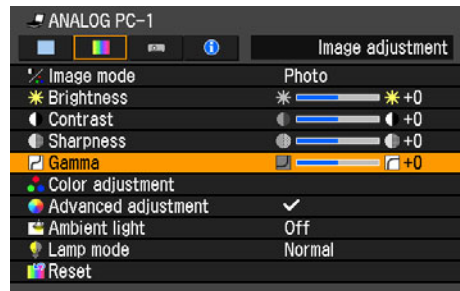 ANALOG PC-1
Image adjustment
Image mode Photo
Brightness +0
Contrast +0
Sharpness +0
Gamma +0
Color adjustment
Advanced adjustment ✓
Ambient light Off
Lamp mode Normal
Reset